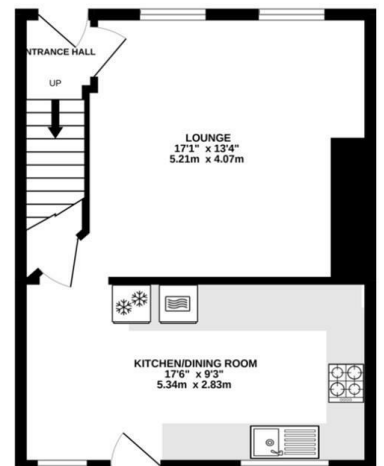 NTRANCE HALL
UP
LOUNGE
17'1" x 13'4"
5.21m x 4.07m
KITCHEN/DINING ROOM
17'6" x 9'3"
5.34m x 2.83m